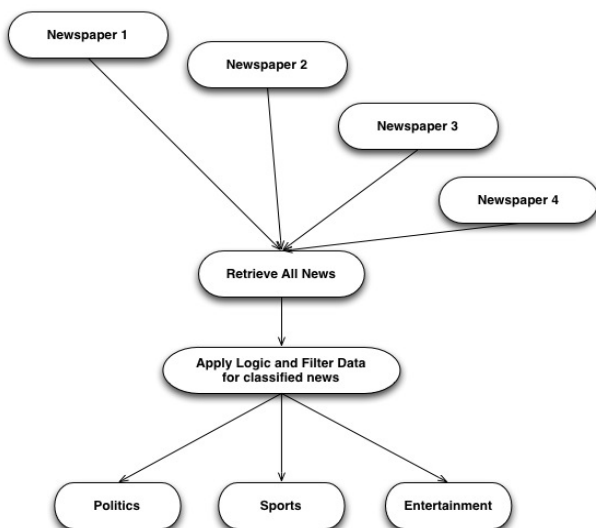 Newspaper 1
Newspaper 2
Newspaper 3
Newspaper 4
Retrieve All News
Apply Logic and Filter Data
for classified news
Politics
Sports
Entertainment